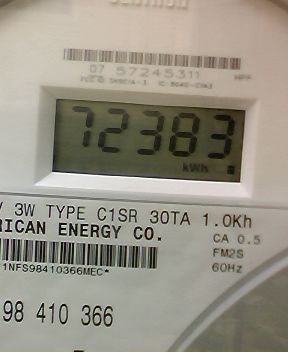 07 57245311 HPP
72383
kWh
V 3W TYPE C1SR 30TA 1.0Kh
RICAN ENERGY CO. CA 0.5
FM2S
1NFS98410366MEC* 60Hz
98 410 366